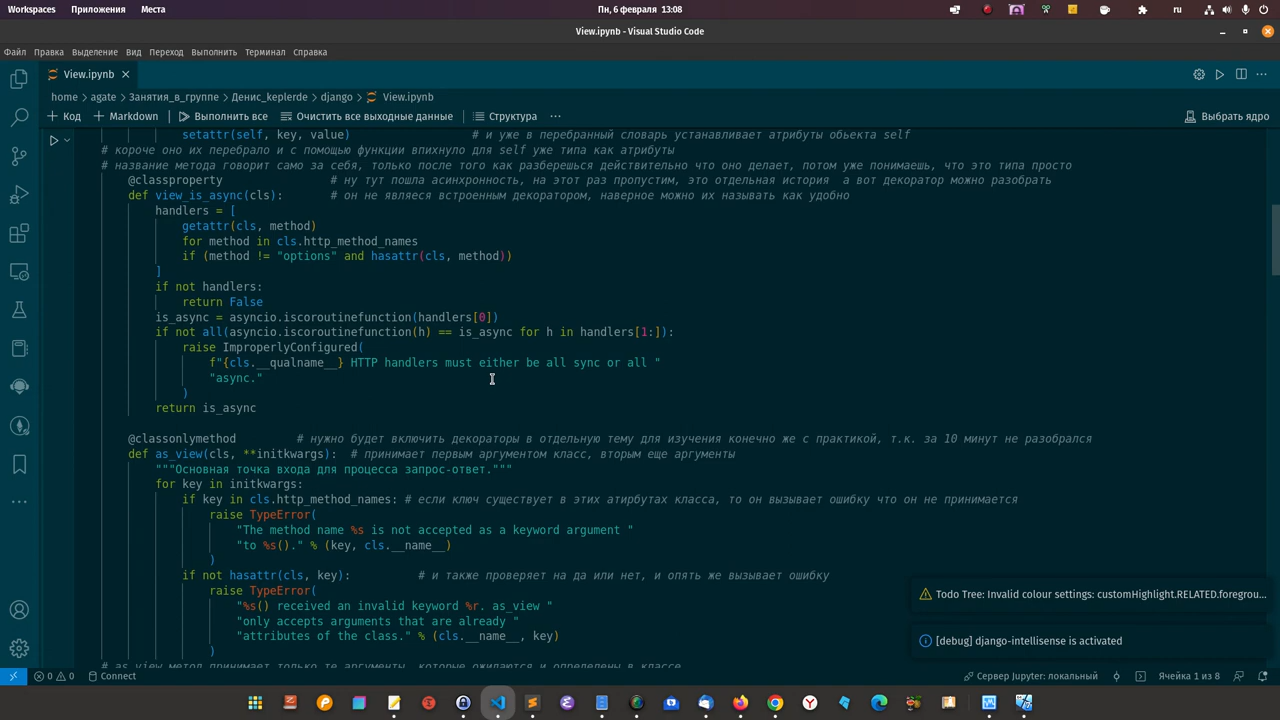 Workspaces Приложения Места Пн, 6 февраля 13:08 ru
View.ipynb - Visual Studio Code
Файл Правка Выделение Вид Переход Выполнить Терминал Справка
View.ipynb
home > agate > Занятия_в_группе > Денис_keplerde > django > View.ipynb
+ Код + Markdown Выполнить все Очистить все выходные данные Структура ... Выбрать ядро
setattr(self, key, value) # и уже в перебранный словарь устанавливает атрибуты объекта self
# короче оно их перебрало и с помощью функции впихнуло для self уже типа как атрибуты
# название метода говорит само за себя, только после того как разберешься действительно что оно делает, потом уже понимаешь, что это типа просто
@classproperty # ну тут пошла асинхронность, на этот раз пропустим, это отдельная история а вот декоратор можно разобрать
def view_is_async(cls): # он не являеся встроенным декоратором, наверное можно их называть как удобно
handlers = [
getattr(cls, method)
for method in cls.http_method_names
if (method != "options" and hasattr(cls, method))
]
if not handlers:
return False
is_async = asyncio.iscoroutinefunction(handlers[0])
if not all(asyncio.iscoroutinefunction(h) == is_async for h in handlers[1:]):
raise ImproperlyConfigured(
f"{cls.__qualname__} HTTP handlers must either be all sync or all "
"async."
)
return is_async
@classonlymethod # нужно будет включить декораторы в отдельную тему для изучения конечно же с практикой, т.к. за 10 минут не разобрался
def as_view(cls, **initkwargs): # принимает первым аргументом класс, вторым еще аргументы
"""Основная точка входа для процесса запрос-ответ."""
for key in initkwargs:
if key in cls.http_method_names: # если ключ существует в этих атирбутах класса, то он вызывает ошибку что он не принимается
raise TypeError(
"The method name %s is not accepted as a keyword argument "
"to %s()." % (key, cls.__name__)
)
if not hasattr(cls, key): # и также проверяет на да или нет, и опять же вызывает ошибку
raise TypeError(
"%s() received an invalid keyword %r. as_view "
"only accepts arguments that are already "
"attributes of the class." % (cls.__name__, key)
)
# as_view метод принимает только те аргументы, которые ожидаются и определены в классе
Todo Tree: Invalid colour settings: customHighlight.RELATED.foregrou...
[debug] django-intellisense is activated
0 0 Connect Сервер Jupyter: локальный Ячейка 1 из 8